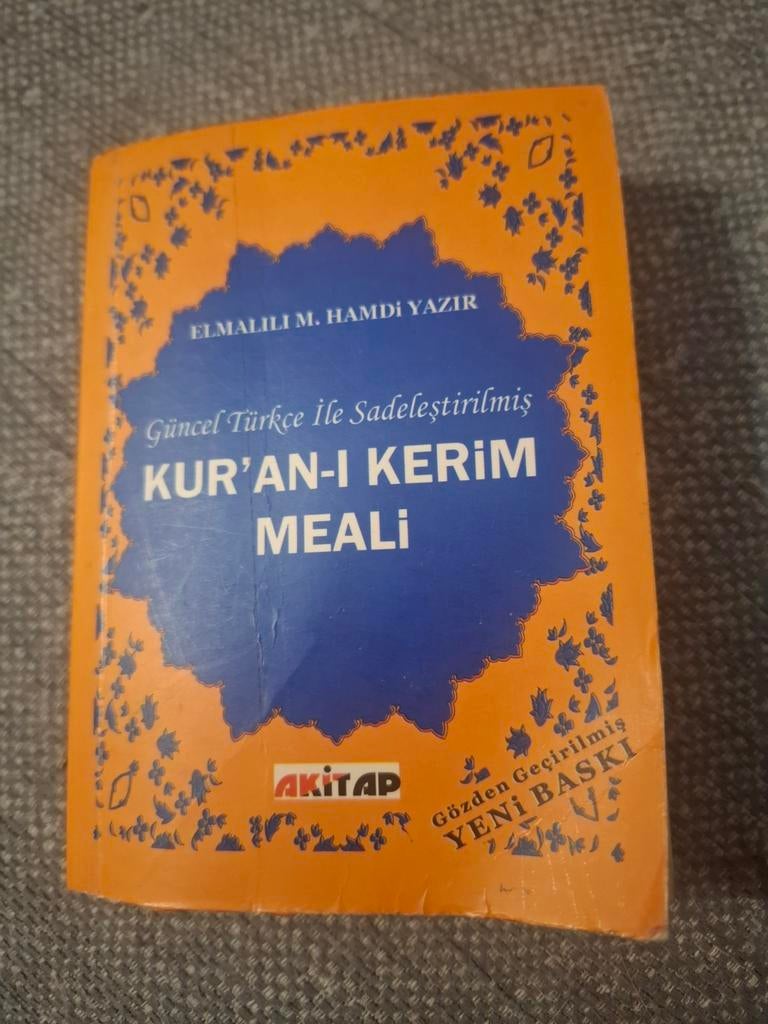 ELMALILI M. HAMDi YAZIR
Güncel Türkçe İle Sadeleştirilmiş
KUR'AN-I KERiM
MEALi
AKiTAP
Gözden Geçirilmiş
YENi BASKI